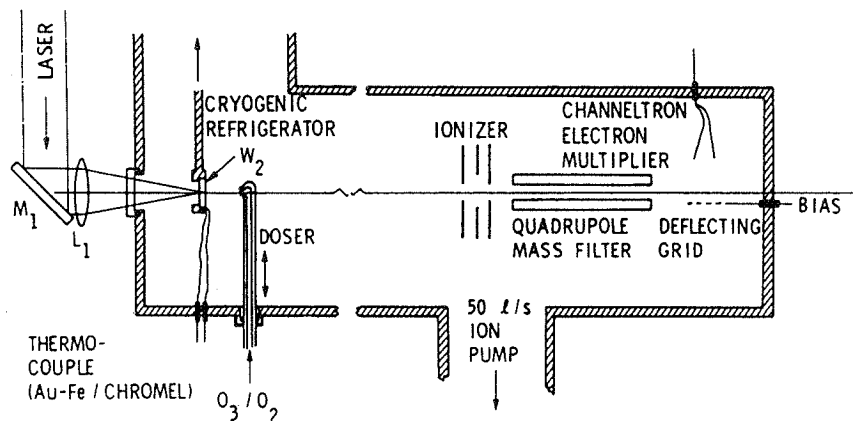 LASER
M1
L1
CRYOGENIC
REFRIGERATOR
W2
DOSER
THERMO-
COUPLE
(Au-Fe / CHROMEL)
O3 / O2
IONIZER
CHANNELTRON
ELECTRON
MULTIPLIER
QUADRUPOLE
MASS FILTER
DEFLECTING
GRID
BIAS
50 ℓ/s
ION
PUMP